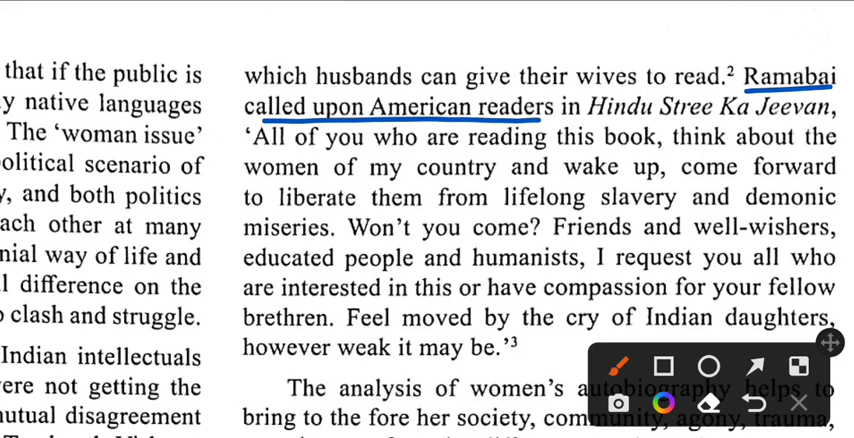 that if the public is
y native languages
The ‘woman issue’
olitical scenario of
y, and both politics
ach other at many
nial way of life and
l difference on the
o clash and struggle.
Indian intellectuals
ere not getting the
utual disagreement
which husbands can give their wives to read.² Ramabai
called upon American readers in Hindu Stree Ka Jeevan,
‘All of you who are reading this book, think about the
women of my country and wake up, come forward
to liberate them from lifelong slavery and demonic
miseries. Won’t you come? Friends and well-wishers,
educated people and humanists, I request you all who
are interested in this or have compassion for your fellow
brethren. Feel moved by the cry of Indian daughters,
however weak it may be.’³
The analysis of women’s autobiography helps to
bring to the fore her society, community, agony, trauma,